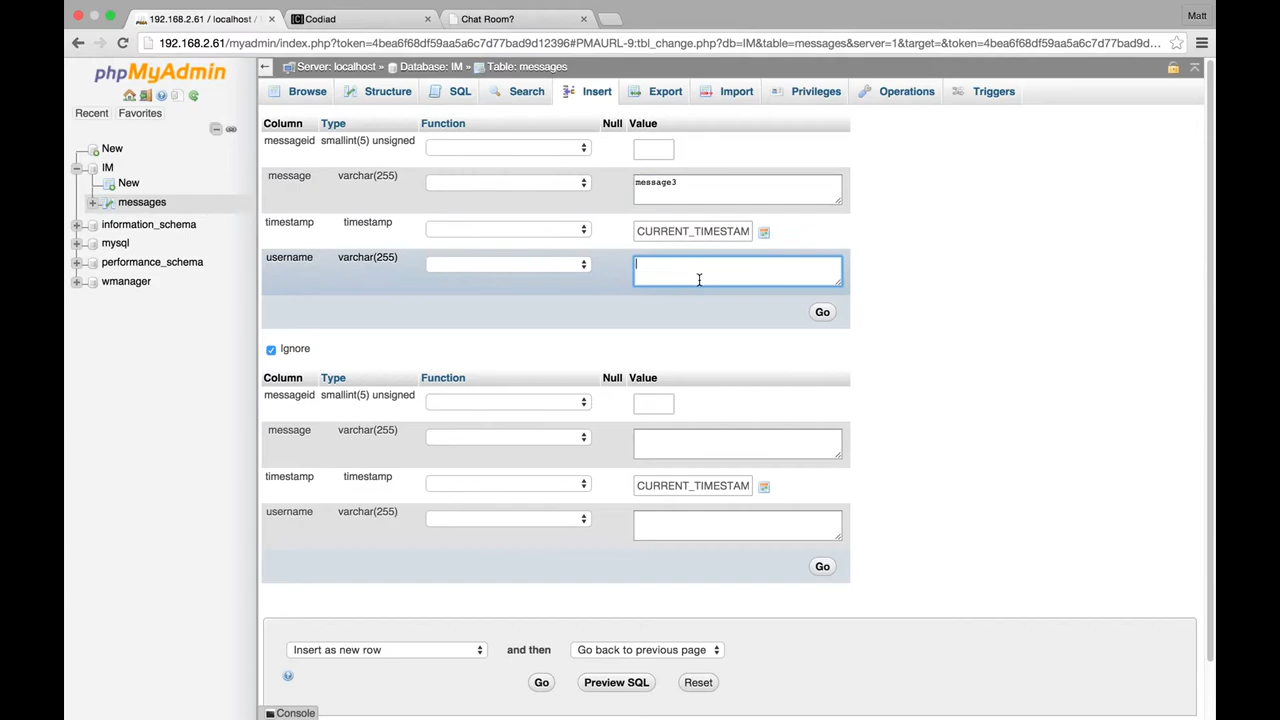 192.168.2.61 / localhost /
Codiad
Chat Room?
Matt
192.168.2.61/myadmin/index.php?token=4bea6f68df59aa5a6c7d77bad9d12396#PMAURL-9:tbl_change.php?db=IM&table=messages&server=1&target=&token=4bea6f68df59aa5a6c7d77bad9d...
phpMyAdmin
Recent
Favorites
New
IM
New
messages
information_schema
mysql
performance_schema
wmanager
Server: localhost » Database: IM » Table: messages
Browse Structure SQL Search Insert Export Import Privileges Operations Triggers
Column Type Function Null Value
messageid smallint(5) unsigned
message varchar(255) message3
timestamp timestamp CURRENT_TIMESTAM
username varchar(255)
Go
Ignore
Column Type Function Null Value
messageid smallint(5) unsigned
message varchar(255)
timestamp timestamp CURRENT_TIMESTAM
username varchar(255)
Go
Insert as new row and then Go back to previous page
Go Preview SQL Reset
Console